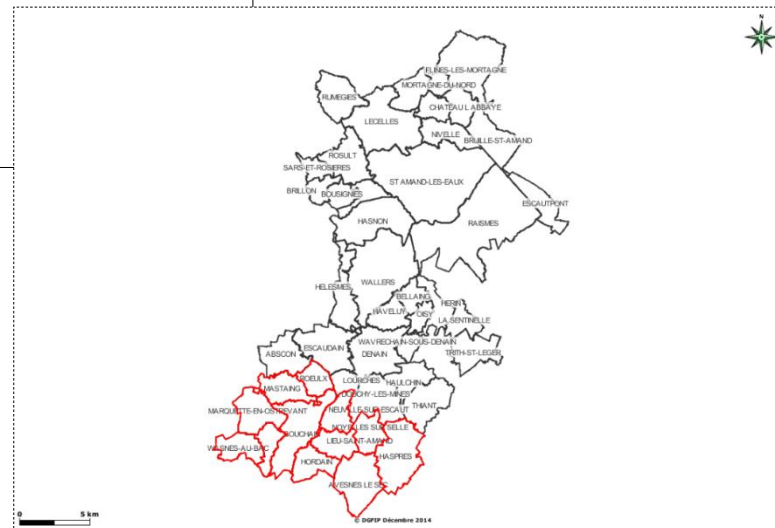 N
FLINES-LES-MORTAGNE
MORTAGNE-DU-NORD
RUMEGIES
CHATEAU L ABBAYE
LECELLES
NIVELLE
BRUILLE-ST-AMAND
ROSULT
SARS-ET-ROSIERES
ST AMAND-LES-EAUX
BRILLON
BOUSIGNIES
ESCAUTPONT
HASNON
RAISMES
WALLERS
HELESMES
BELLAING
HERIN
HAVELUY
OISY
LA SENTINELLE
WAVRECHAIN-SOUS-DENAIN
ESCAUDAIN
ABSCON
DENAIN
TRITH-ST-LEGER
ROEULX
LOURCHES
HAULCHIN
MASTAING
DOUCHY-LES-MINES
THIANT
MARQUETTE-EN-OSTREVANT
NEUVILLE SUR ESCAUT
NOYELLES SUR SELLE
BOUCHAIN
LIEU-SAINT-AMAND
WASNES-AU-BAC
HASPRES
HORDAIN
AVESNES LE SEC
0 5 km
© DGFIP Décembre 2014